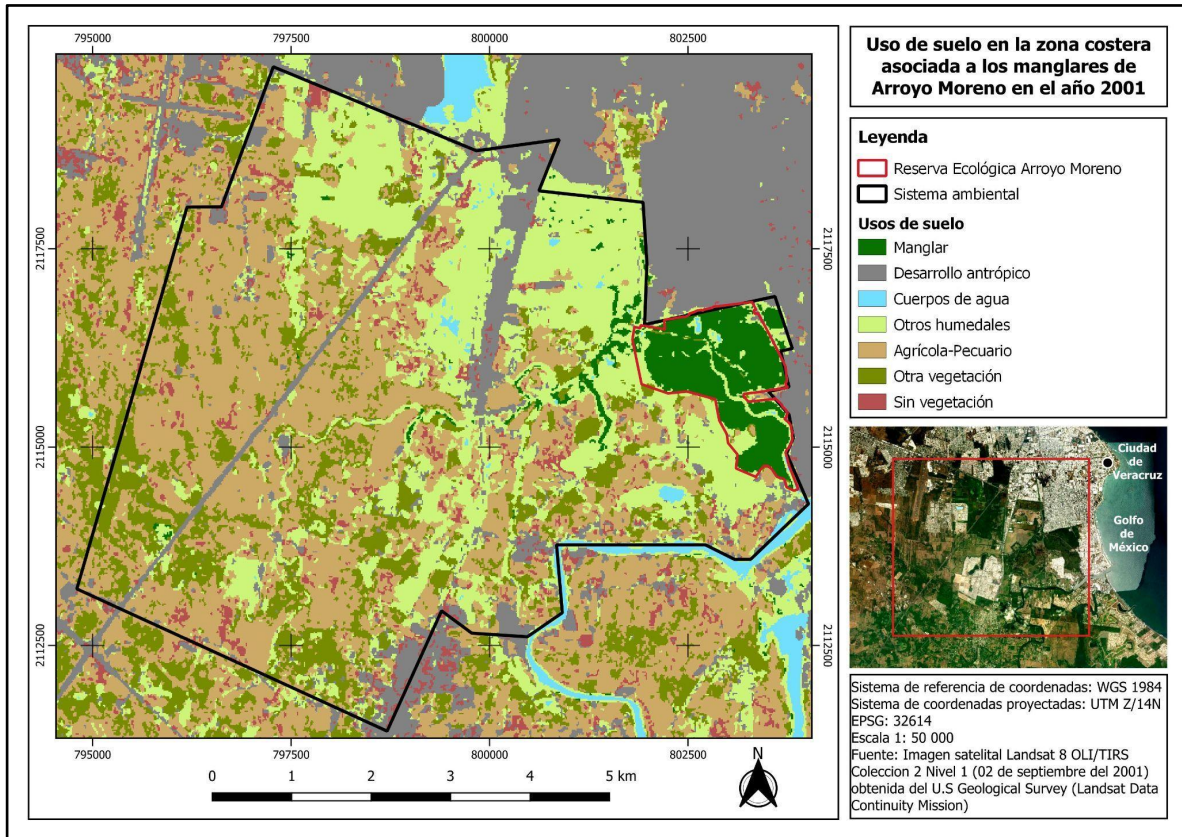 795000
797500
800000
802500
Uso de suelo en la zona costera
asociada a los manglares de
Arroyo Moreno en el año 2001
Leyenda
Reserva Ecológica Arroyo Moreno
Sistema ambiental
Usos de suelo
Manglar
Desarrollo antrópico
Cuerpos de agua
Otros humedales
Agrícola-Pecuario
Otra vegetación
Sin vegetación
2117500
2117500
2115000
2115000
2112500
2112500
Ciudad
de
Veracruz
Golfo
de
México
795000
797500
800000
802500
0 1 2 3 4 5 km
N
Sistema de referencia de coordenadas: WGS 1984
Sistema de coordenadas proyectadas: UTM Z/14N
EPSG: 32614
Escala 1: 50 000
Fuente: Imagen satelital Landsat 8 OLI/TIRS
Coleccion 2 Nivel 1 (02 de septiembre del 2001)
obtenida del U.S Geological Survey (Landsat Data
Continuity Mission)